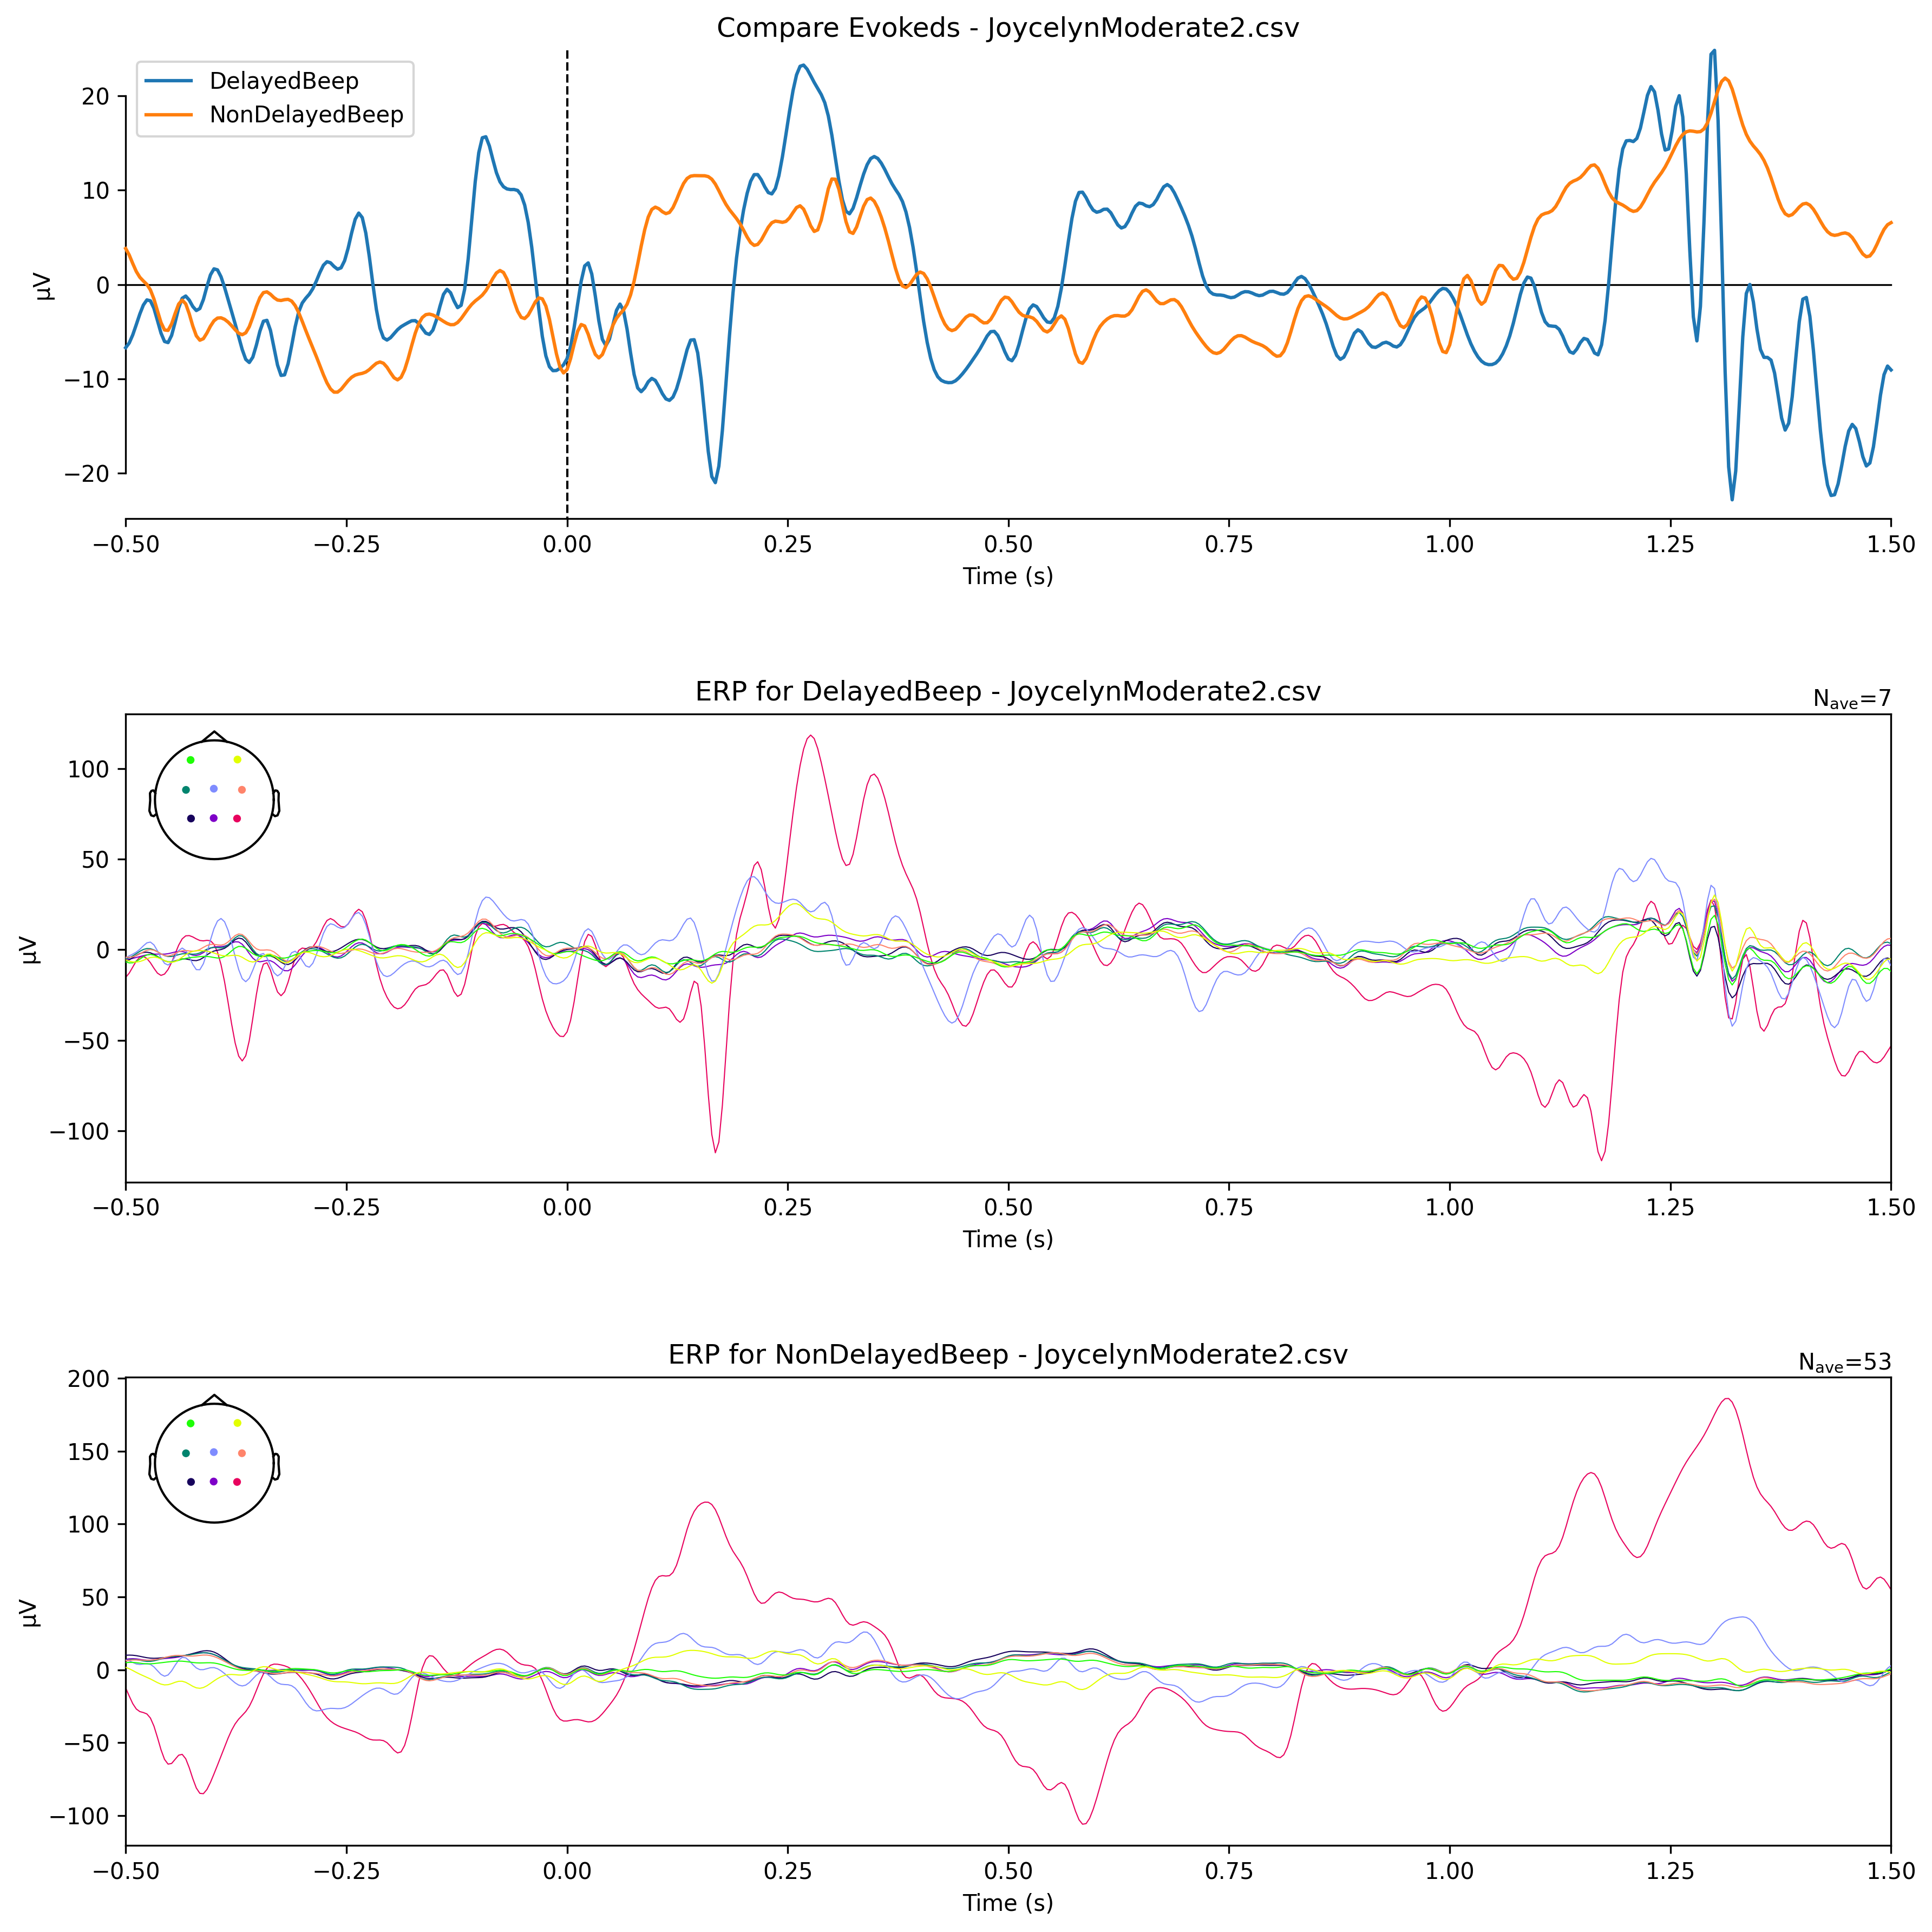 Compare Evokeds - JoycelynModerate2.csv
DelayedBeep
NonDelayedBeep
20
10
0
−10
−20
µV
−0.50 −0.25 0.00 0.25 0.50 0.75 1.00 1.25 1.50
Time (s)
ERP for DelayedBeep - JoycelynModerate2.csv
Nave=7
100
50
0
−50
−100
µV
−0.50 −0.25 0.00 0.25 0.50 0.75 1.00 1.25 1.50
Time (s)
ERP for NonDelayedBeep - JoycelynModerate2.csv
Nave=53
200
150
100
50
0
−50
−100
µV
−0.50 −0.25 0.00 0.25 0.50 0.75 1.00 1.25 1.50
Time (s)